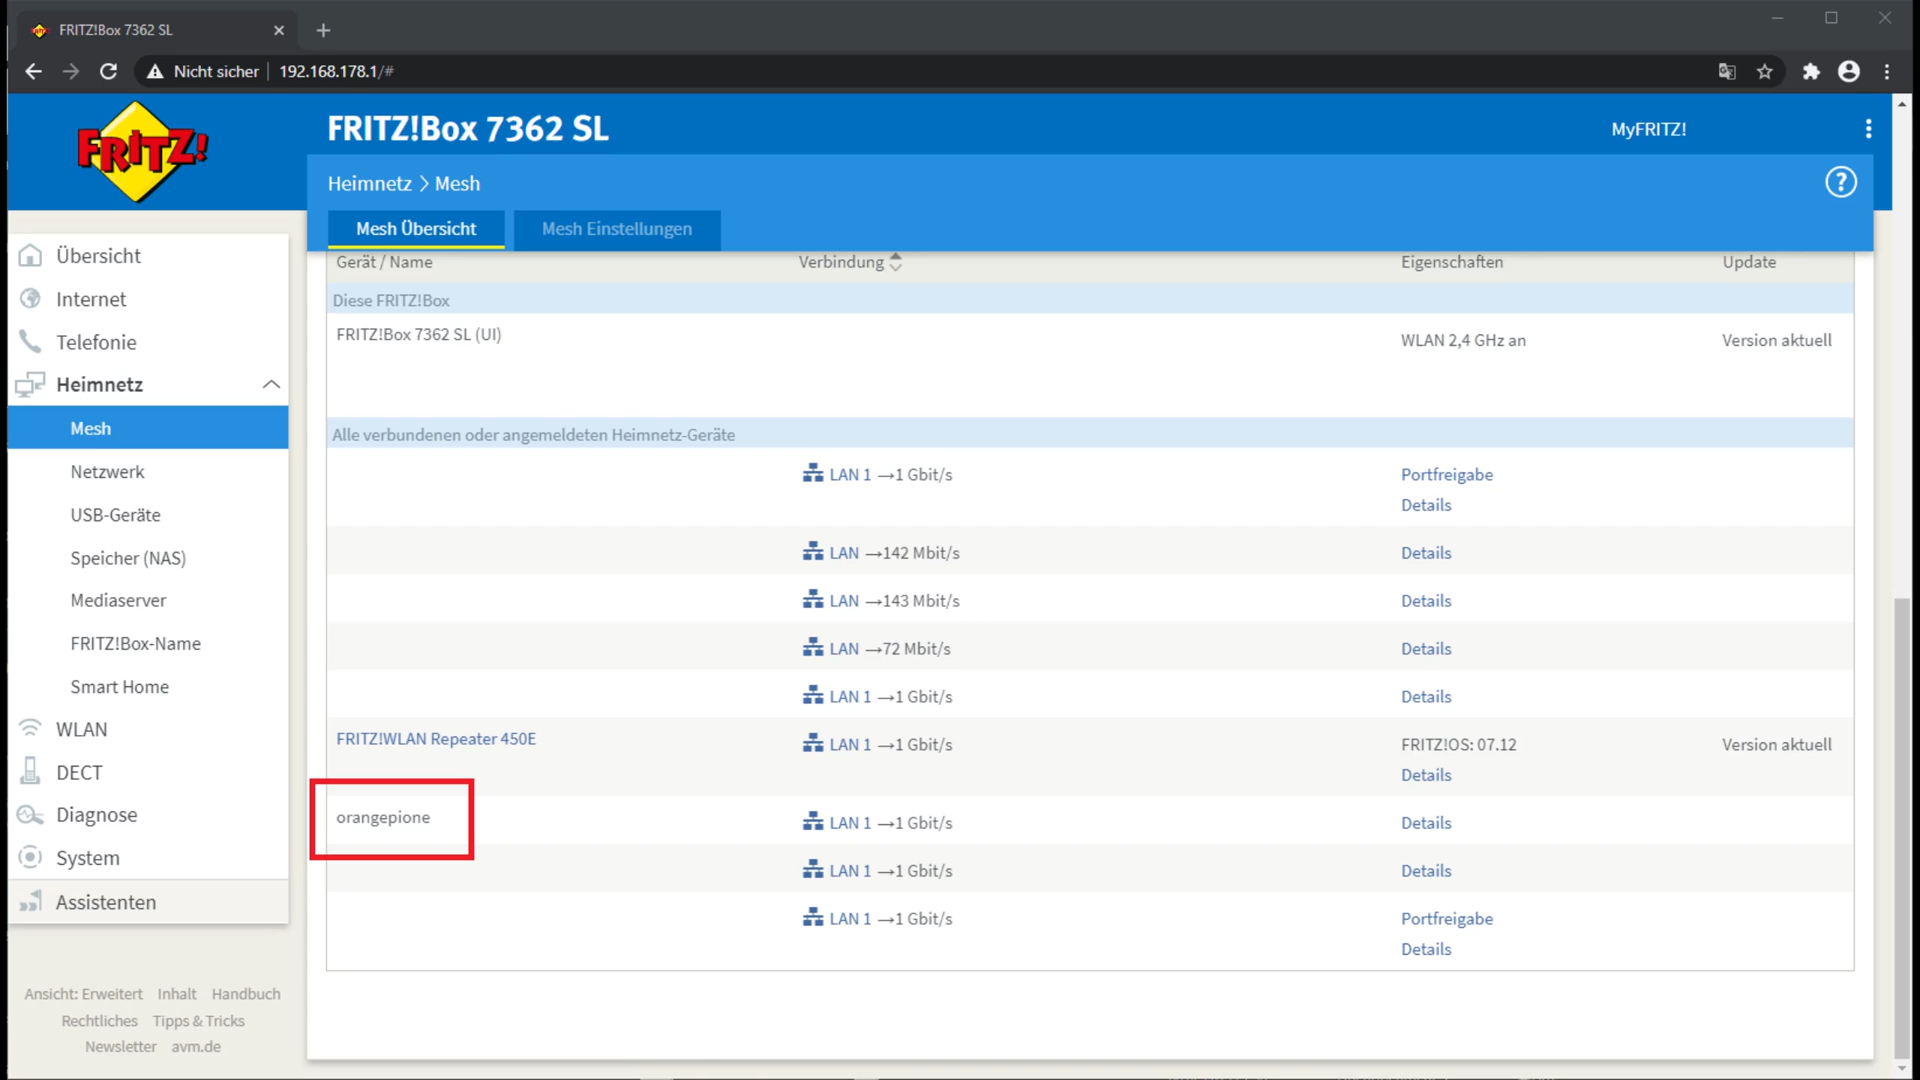 FRITZ!Box 7362 SL
Nicht sicher
192.168.178.1/#
FRITZ!
FRITZ!Box 7362 SL
MyFRITZ!
Heimnetz > Mesh
Mesh Übersicht
Mesh Einstellungen
Übersicht
Internet
Telefonie
Heimnetz
Mesh
Netzwerk
USB-Geräte
Speicher (NAS)
Mediaserver
FRITZ!Box-Name
Smart Home
WLAN
DECT
Diagnose
System
Assistenten
Ansicht: Erweitert Inhalt Handbuch
Rechtliches Tipps & Tricks
Newsletter avm.de
Gerät / Name Verbindung Eigenschaften Update
Diese FRITZ!Box
FRITZ!Box 7362 SL (UI) WLAN 2,4 GHz an Version aktuell
Alle verbundenen oder angemeldeten Heimnetz-Geräte
LAN 1 →1 Gbit/s Portfreigabe
Details
LAN →142 Mbit/s Details
LAN →143 Mbit/s Details
LAN →72 Mbit/s Details
LAN 1 →1 Gbit/s Details
FRITZ!WLAN Repeater 450E LAN 1 →1 Gbit/s FRITZ!OS: 07.12 Version aktuell
Details
orangepione LAN 1 →1 Gbit/s Details
LAN 1 →1 Gbit/s Details
LAN 1 →1 Gbit/s Portfreigabe
Details